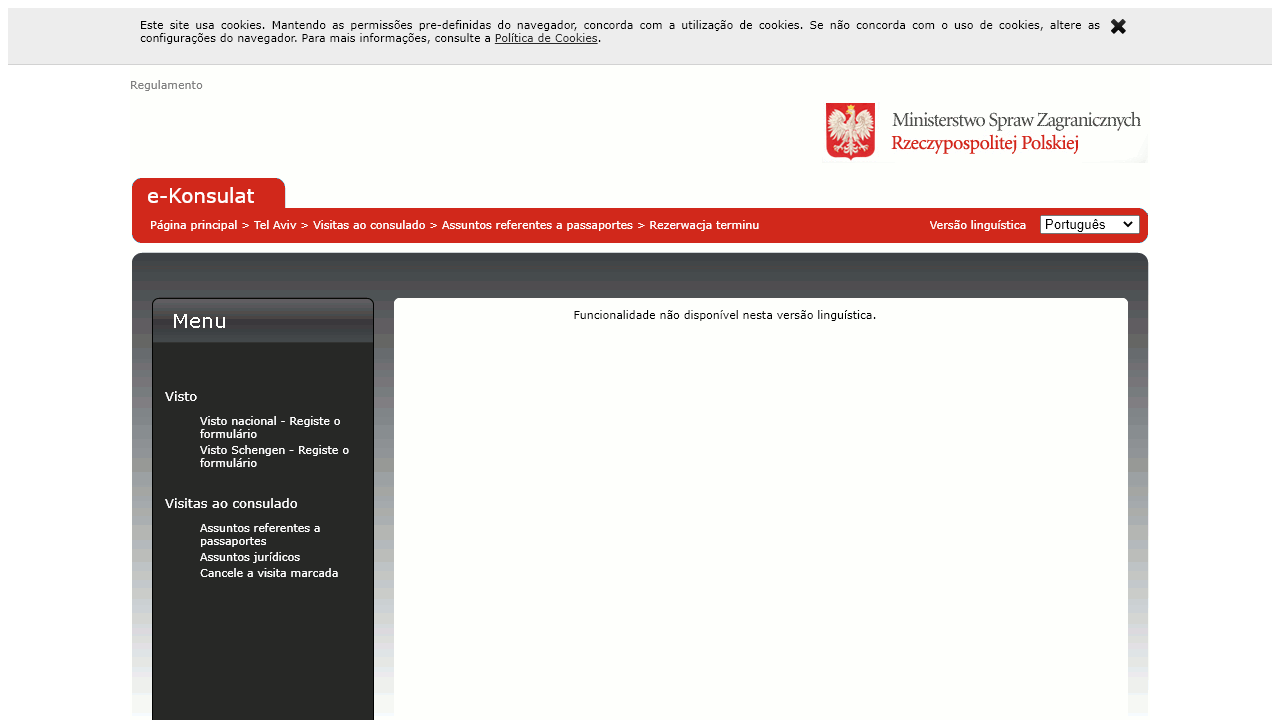 Este site usa cookies. Mantendo as permissões pre-definidas do navegador, concorda com a utilização de cookies. Se não concorda com o uso de cookies, altere as
configurações do navegador. Para mais informações, consulte a Política de Cookies.
Regulamento
Ministerstwo Spraw Zagranicznych
Rzeczypospolitej Polskiej
e-Konsulat
Página principal > Tel Aviv > Visitas ao consulado > Assuntos referentes a passaportes > Rezerwacja terminu
Versão linguística
Português
Menu
Funcionalidade não disponível nesta versão linguística.
Visto
Visto nacional - Registe o
formulário
Visto Schengen - Registe o
formulário
Visitas ao consulado
Assuntos referentes a
passaportes
Assuntos jurídicos
Cancele a visita marcada